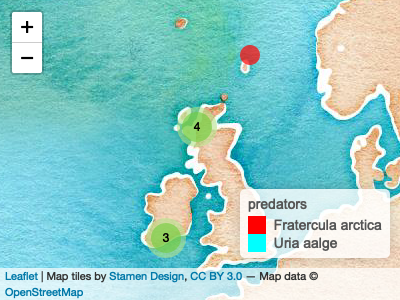 +
−
4
3
predators
Fratercula arctica
Uria aalge
Leaflet | Map tiles by Stamen Design, CC BY 3.0 — Map data ©
OpenStreetMap